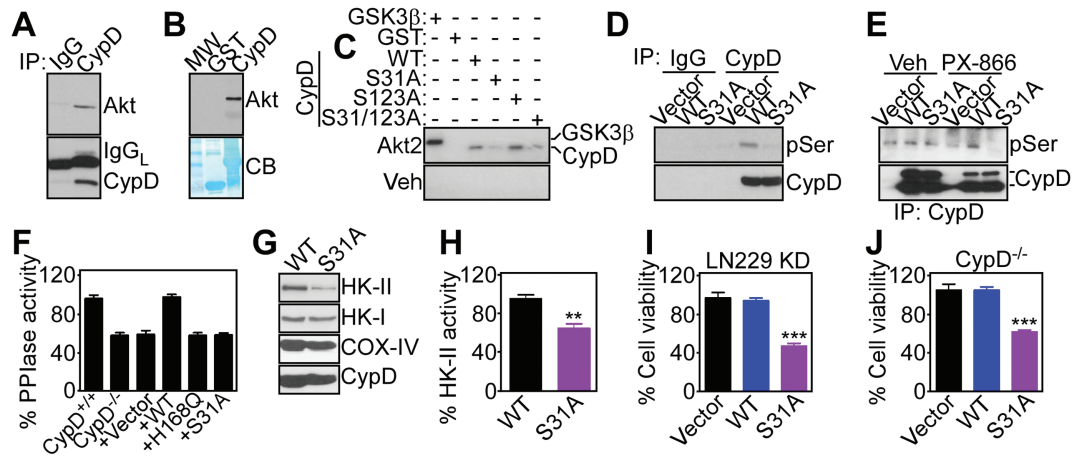 A
IP: IgG CypD
Akt
IgGL
CypD
B
MW GST CypD
Akt
CB
C
CypD
GSK3β: + - - - - -
GST: - + - - - -
WT: - - + - - -
S31A: - - - + - -
S123A: - - - - + -
S31/123A: - - - - - +
Akt2
GSK3β
CypD
Veh
D
IgG CypD
Vector WT S31A Vector WT S31A
pSer
CypD
E
Veh PX-866
Vector WT S31A Vector WT S31A
pSer
CypD
IP: CypD
F
% PPIase activity
120
80
40
0
CypD+/+ CypD-/- +Vector +WT +H168Q +S31A
G
WT S31A
HK-II
HK-I
COX-IV
CypD
H
% HK-II activity
120
80
40
0
**
WT S31A
I
LN229 KD
% Cell viability
120
80
40
0
***
Vector WT S31A
J
CypD-/-
% Cell viability
120
80
40
0
***
Vector WT S31A